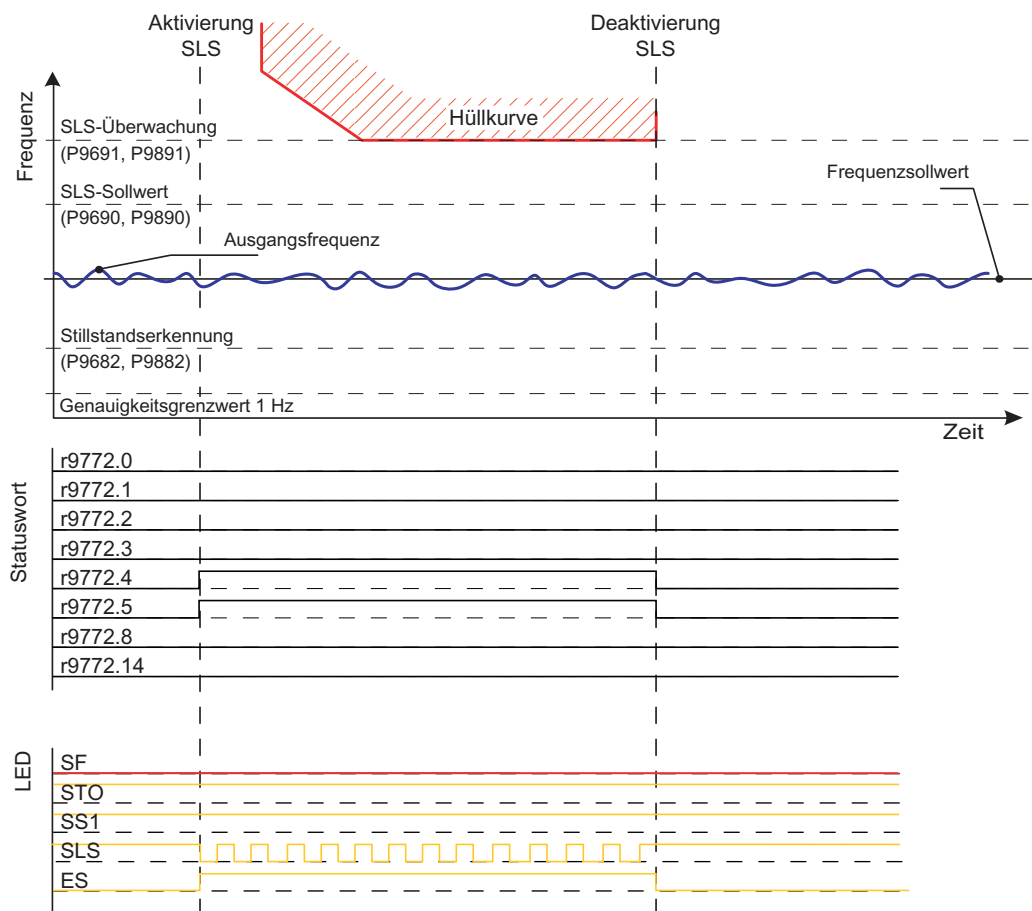 Aktivierung
SLS
Deaktivierung
SLS
Frequenz
Hüllkurve
SLS-Überwachung
(P9691, P9891)
SLS-Sollwert
(P9690, P9890)
Frequenzsollwert
Ausgangsfrequenz
Stillstandserkennung
(P9682, P9882)
Genauigkeitsgrenzwert 1 Hz
Zeit
Statuswort
r9772.0
r9772.1
r9772.2
r9772.3
r9772.4
r9772.5
r9772.8
r9772.14
LED
SF
STO
SS1
SLS
ES